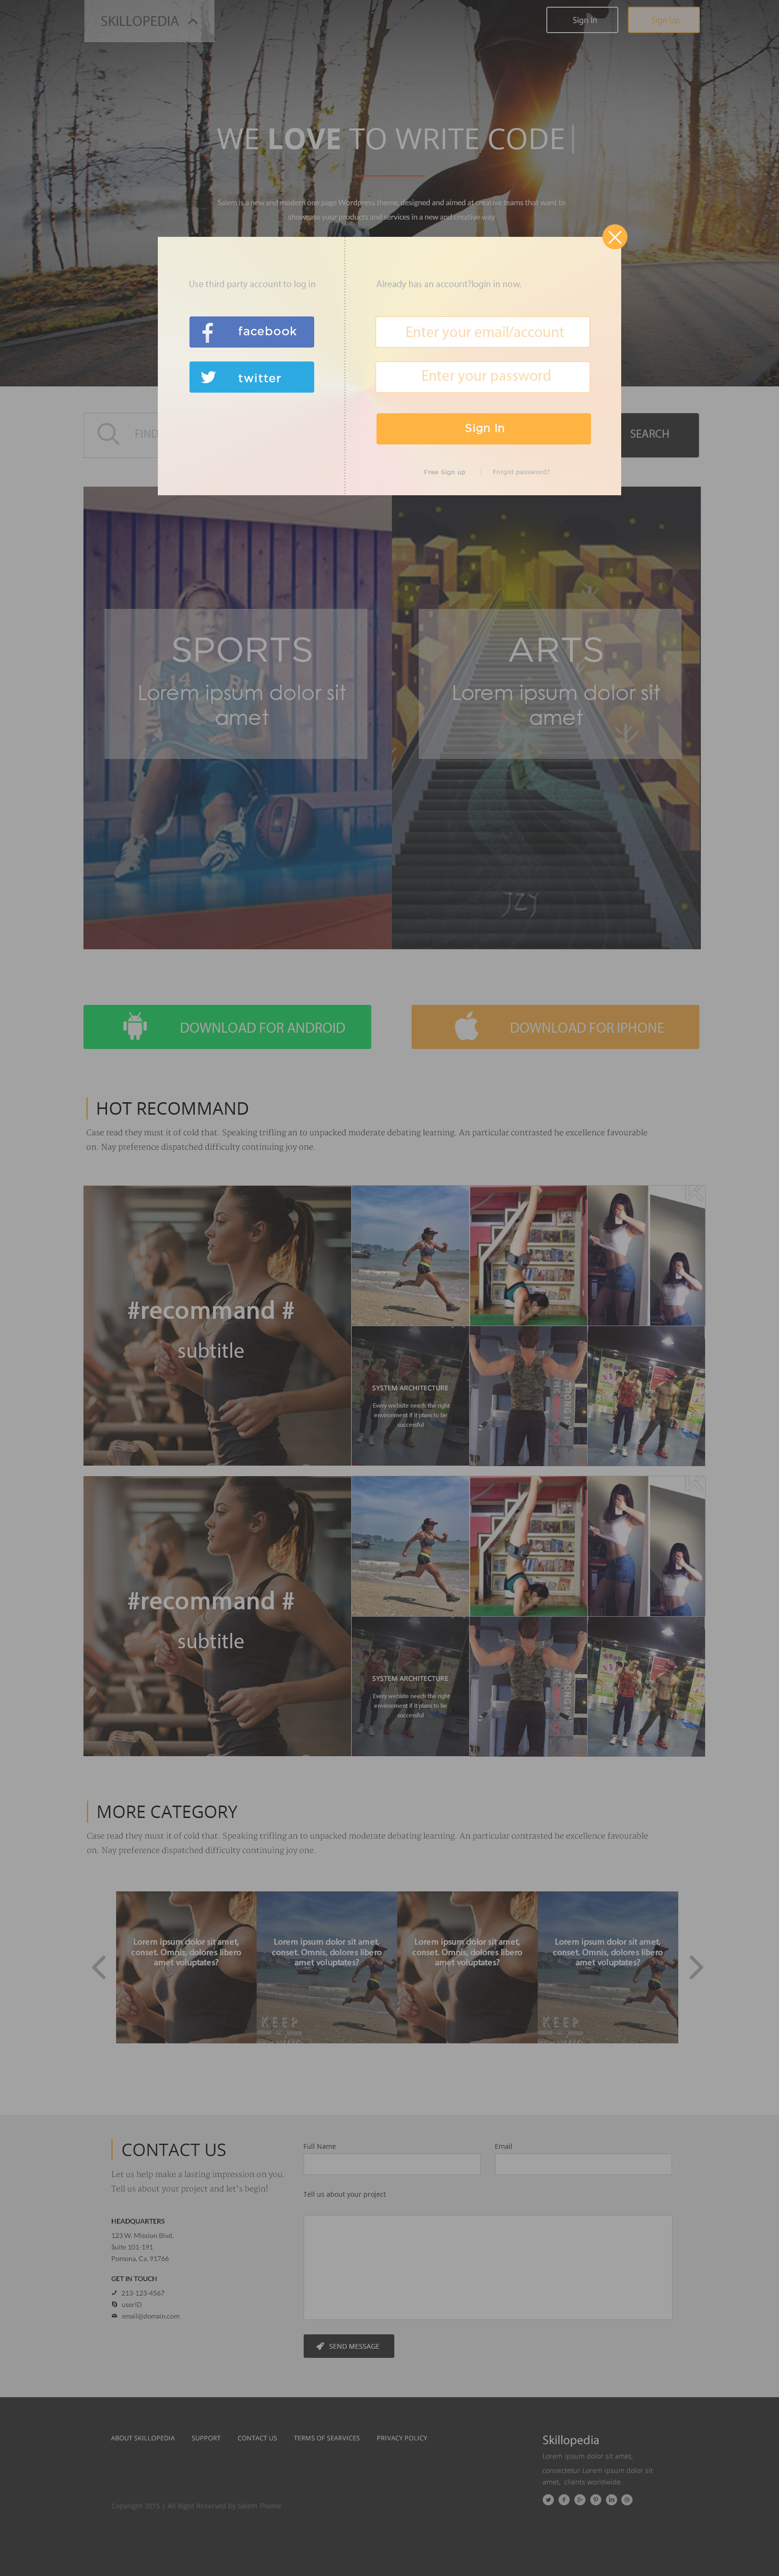 SKILLOPEDIA
Sign In
Sign Up
WE LOVE TO WRITE CODE
Salem is a new and modern one page Wordpress theme, designed and aimed at creative teams that want to
showcase your products and services in a new and creative way
Use third party account to log in
Already has an account?login in now.
facebook
Enter your email/account
twitter
Enter your password
Sign In
Free Sign up | Forgot password?
FIND
SEARCH
SPORTS
Lorem ipsum dolor sit
amet
ARTS
Lorem ipsum dolor sit
amet
JZY
DOWNLOAD FOR ANDROID
DOWNLOAD FOR IPHONE
HOT RECOMMAND
Case read they must it of cold that. Speaking trifling an to unpacked moderate debating learning. An particular contrasted he excellence favourable
on. Nay preference dispatched difficulty continuing joy one.
#recommand #
subtitle
SYSTEM ARCHITECTURE
Every website needs the right
environment if it plans to be
successful
#recommand #
subtitle
SYSTEM ARCHITECTURE
Every website needs the right
environment if it plans to be
successful
MORE CATEGORY
Case read they must it of cold that. Speaking trifling an to unpacked moderate debating learning. An particular contrasted he excellence favourable
on. Nay preference dispatched difficulty continuing joy one.
Lorem ipsum dolor sit amet,
conset. Omnis, dolores libero
amet voluptates?
Lorem ipsum dolor sit amet,
conset. Omnis, dolores libero
amet voluptates?
KEEP
Lorem ipsum dolor sit amet,
conset. Omnis, dolores libero
amet voluptates?
Lorem ipsum dolor sit amet,
conset. Omnis, dolores libero
amet voluptates?
KEEP
CONTACT US
Let us help make a lasting impression on you.
Tell us about your project and let's begin!
HEADQUARTERS
123 W. Mission Blvd.
Suite 101-191
Pomona, Ca. 91766
GET IN TOUCH
213-123-4567
userID
email@domain.com
Full Name
Email
Tell us about your project
SEND MESSAGE
ABOUT SKILLOPEDIA
SUPPORT
CONTACT US
TERMS OF SEARVICES
PRIVACY POLICY
Skillopedia
Lorem ipsum dolor sit amet,
consectetur Lorem ipsum dolor sit
amet, clients worldwide.
Copyright 2015 | All Right Reserved by Salem Theme